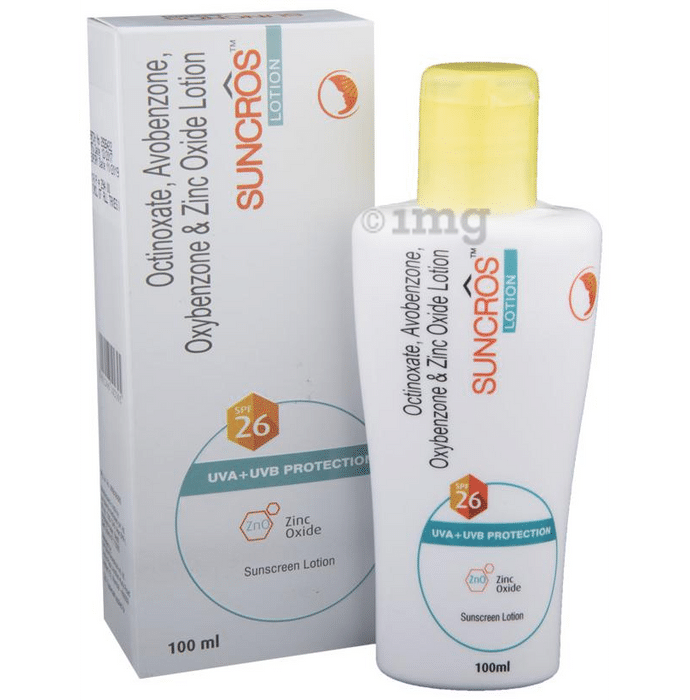 Octinoxate, Avobenzone,
Oxybenzone & Zinc Oxide Lotion
SUNCRÔS™
LOTION
SPF
26
UVA+UVB PROTECTION
ZnO
Zinc
Oxide
Sunscreen Lotion
100 ml
© 1mg
Octinoxate, Avobenzone,
Oxybenzone & Zinc Oxide Lotion
SUNCRÔS™
LOTION
SPF
26
UVA+UVB PROTECTION
ZnO
Zinc
Oxide
Sunscreen Lotion
100ml